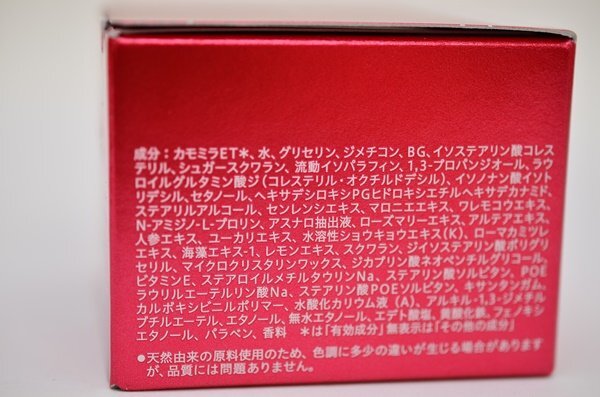 成分：カモミラET＊、水、グリセリン、ジメチコン、BG、イソステアリン酸コレス
テリル、シュガースクワラン、流動イソパラフィン、1,3-プロパンジオール、ラウ
ロイルグルタミン酸ジ（コレステリル・オクチルドデシル）、イソノナン酸イソト
リデシル、セタノール、ヘキサデシロキシPGヒドロキシエチルヘキサデカナミド、
ステアリルアルコール、センレンシエキス、マロニエエキス、ワレモコウエキス、
N-アミジノ-L-プロリン、アスナロ抽出液、ローズマリーエキス、アルテアエキス、
人参エキス、ユーカリエキス、水溶性ショウキョウエキス（K）、ローマカミツレ
エキス、海藻エキス-1、レモンエキス、スクワラン、ジイソステアリン酸ポリグリ
セリル、マイクロクリスタリンワックス、ジカプリン酸ネオペンチルグリコール、
ビタミンE、ステアロイルメチルタウリンNa、ステアリン酸ソルビタン、POE
ラウリルエーテルリン酸Na、ステアリン酸POEソルビタン、キサンタンガム、
カルボキシビニルポリマー、水酸化カリウム液（A）、アルキル-1,3-ジメチル
ブチルエーテル、エタノール、無水エタノール、エデト酸塩、黄酸化鉄、フェノキシ
エタノール、パラベン、香料　＊は「有効成分」無表示は「その他の成分」
●天然由来の原料使用のため、色調に多少の違いが生じる場合があります
が、品質には問題ありません。